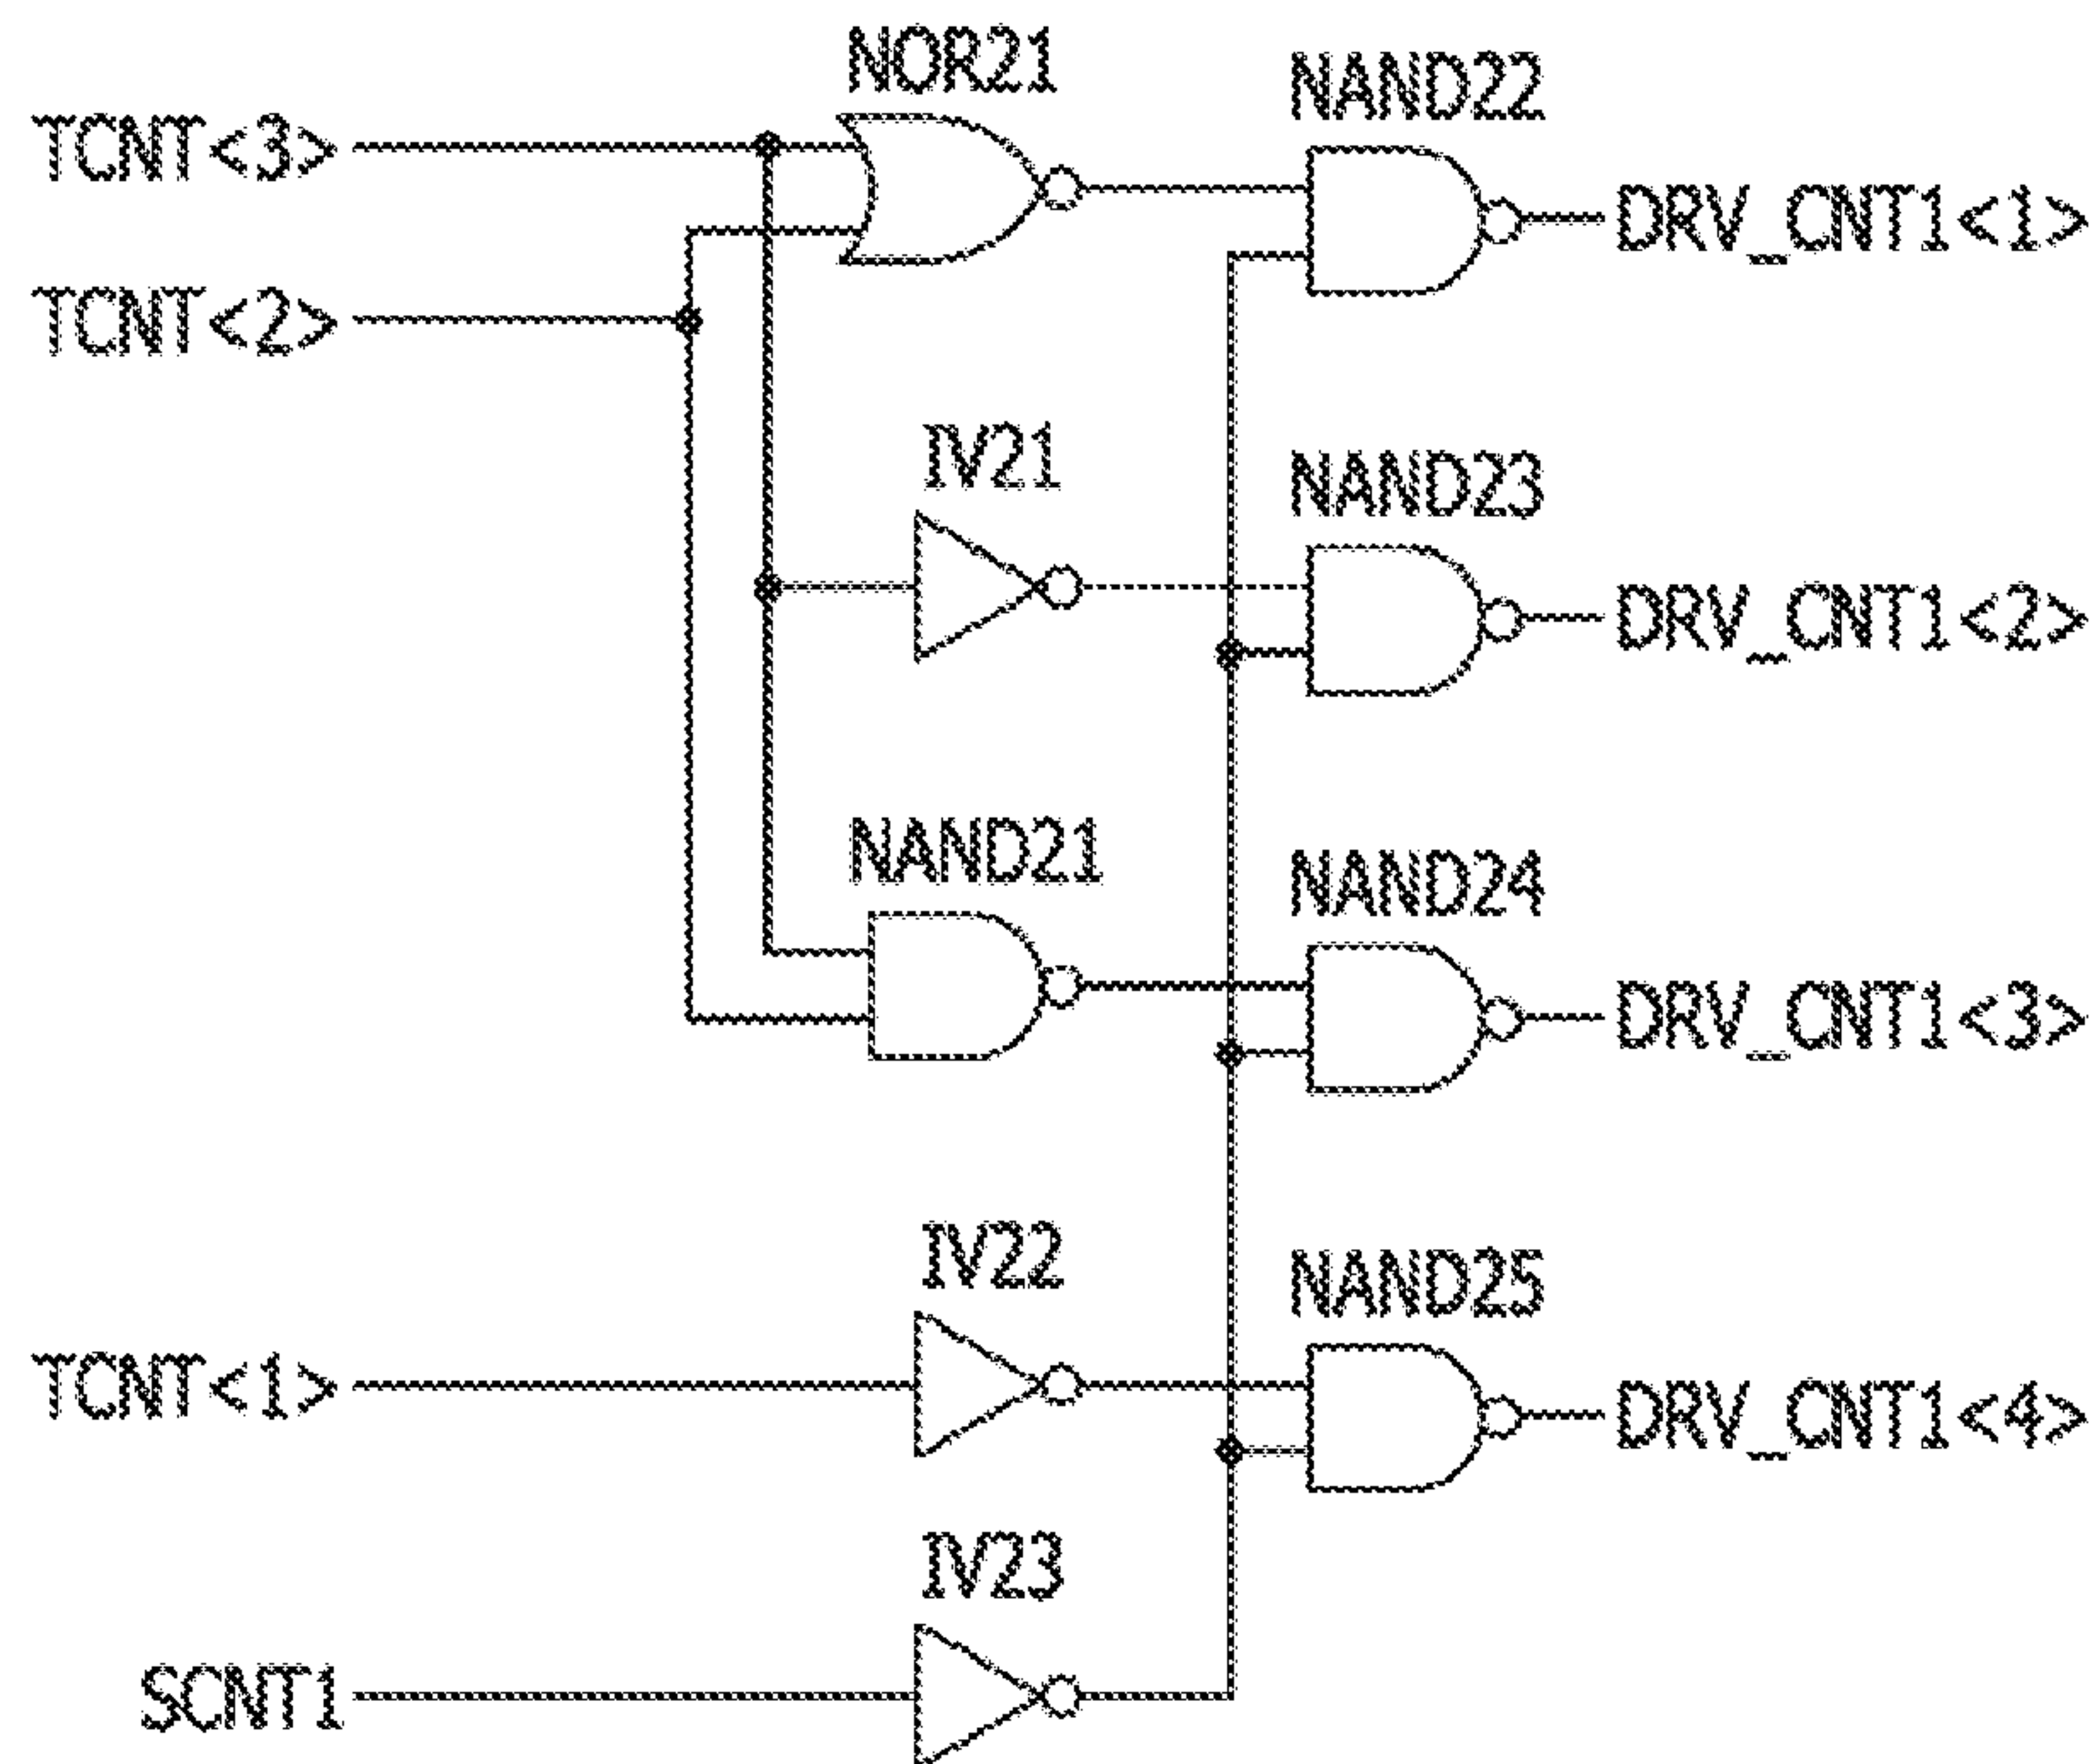 NOR21
NAND22
TCNT<3>
DRV_CNT1<1>
TCNT<2>
IV21
NAND23
DRV_CNT1<2>
NAND21
NAND24
DRV_CNT1<3>
IV22
NAND25
TCNT<1>
DRV_CNT1<4>
IV23
SCNT1